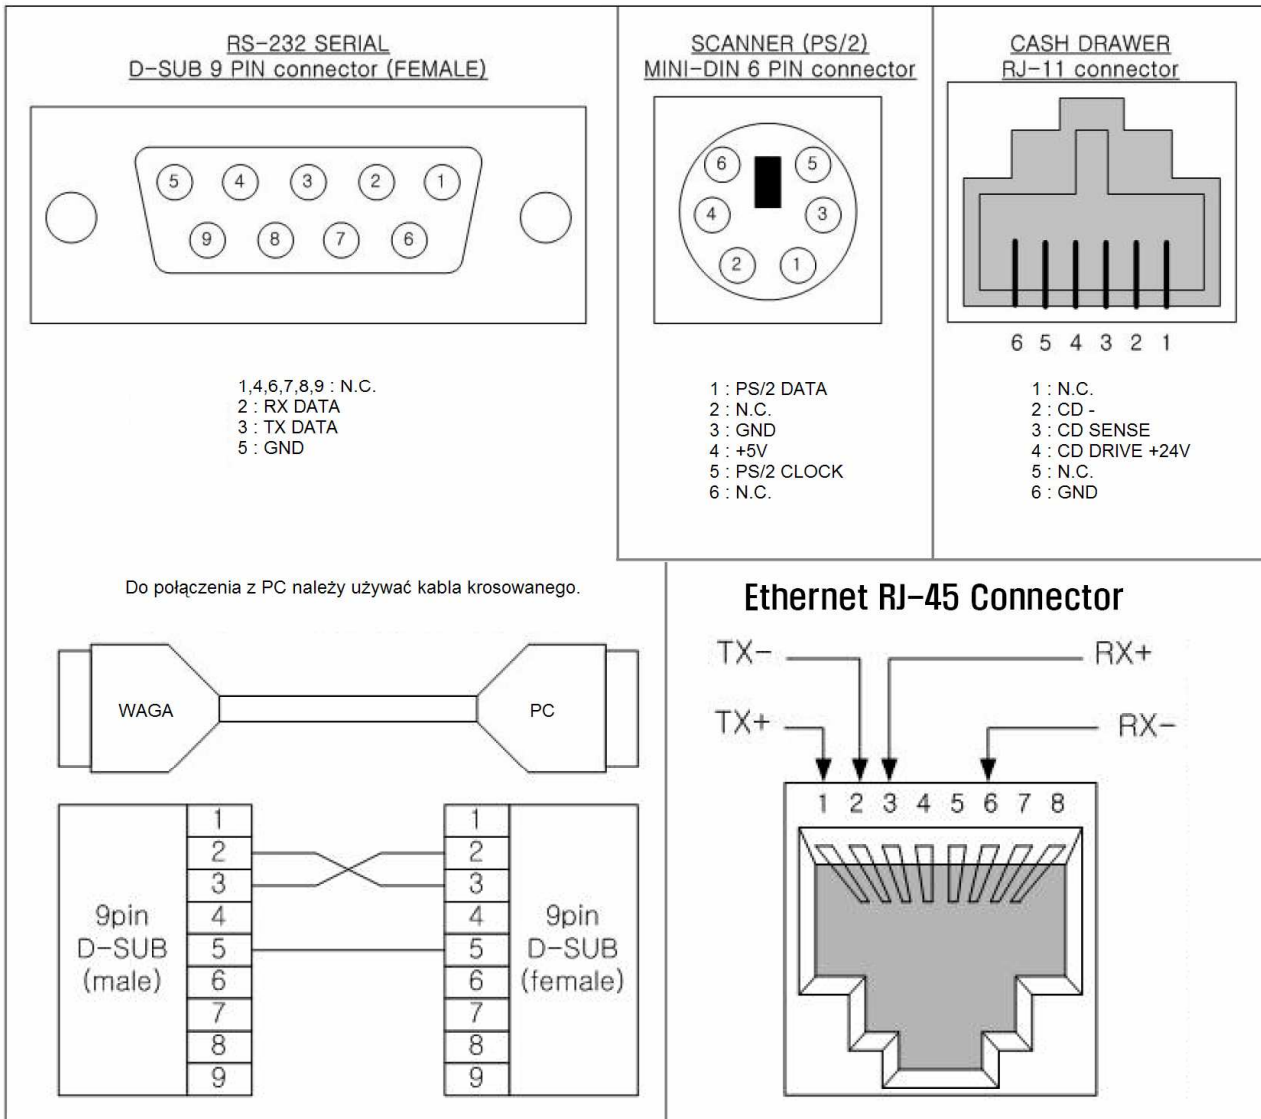 RS-232 SERIAL
D-SUB 9 PIN connector (FEMALE)
5 4 3 2 1
9 8 7 6
1,4,6,7,8,9 : N.C.
2 : RX DATA
3 : TX DATA
5 : GND
SCANNER (PS/2)
MINI-DIN 6 PIN connector
6 5
4 3
2 1
1 : PS/2 DATA
2 : N.C.
3 : GND
4 : +5V
5 : PS/2 CLOCK
6 : N.C.
CASH DRAWER
RJ-11 connector
6 5 4 3 2 1
1 : N.C.
2 : CD -
3 : CD SENSE
4 : CD DRIVE +24V
5 : N.C.
6 : GND
Do połączenia z PC należy używać kabla krosowanego.
WAGA PC
1 1
2 2
3 3
4 4
5 5
6 6
7 7
8 8
9 9
9pin
D-SUB
(male)
9pin
D-SUB
(female)
Ethernet RJ-45 Connector
TX- RX+
TX+ RX-
1 2 3 4 5 6 7 8